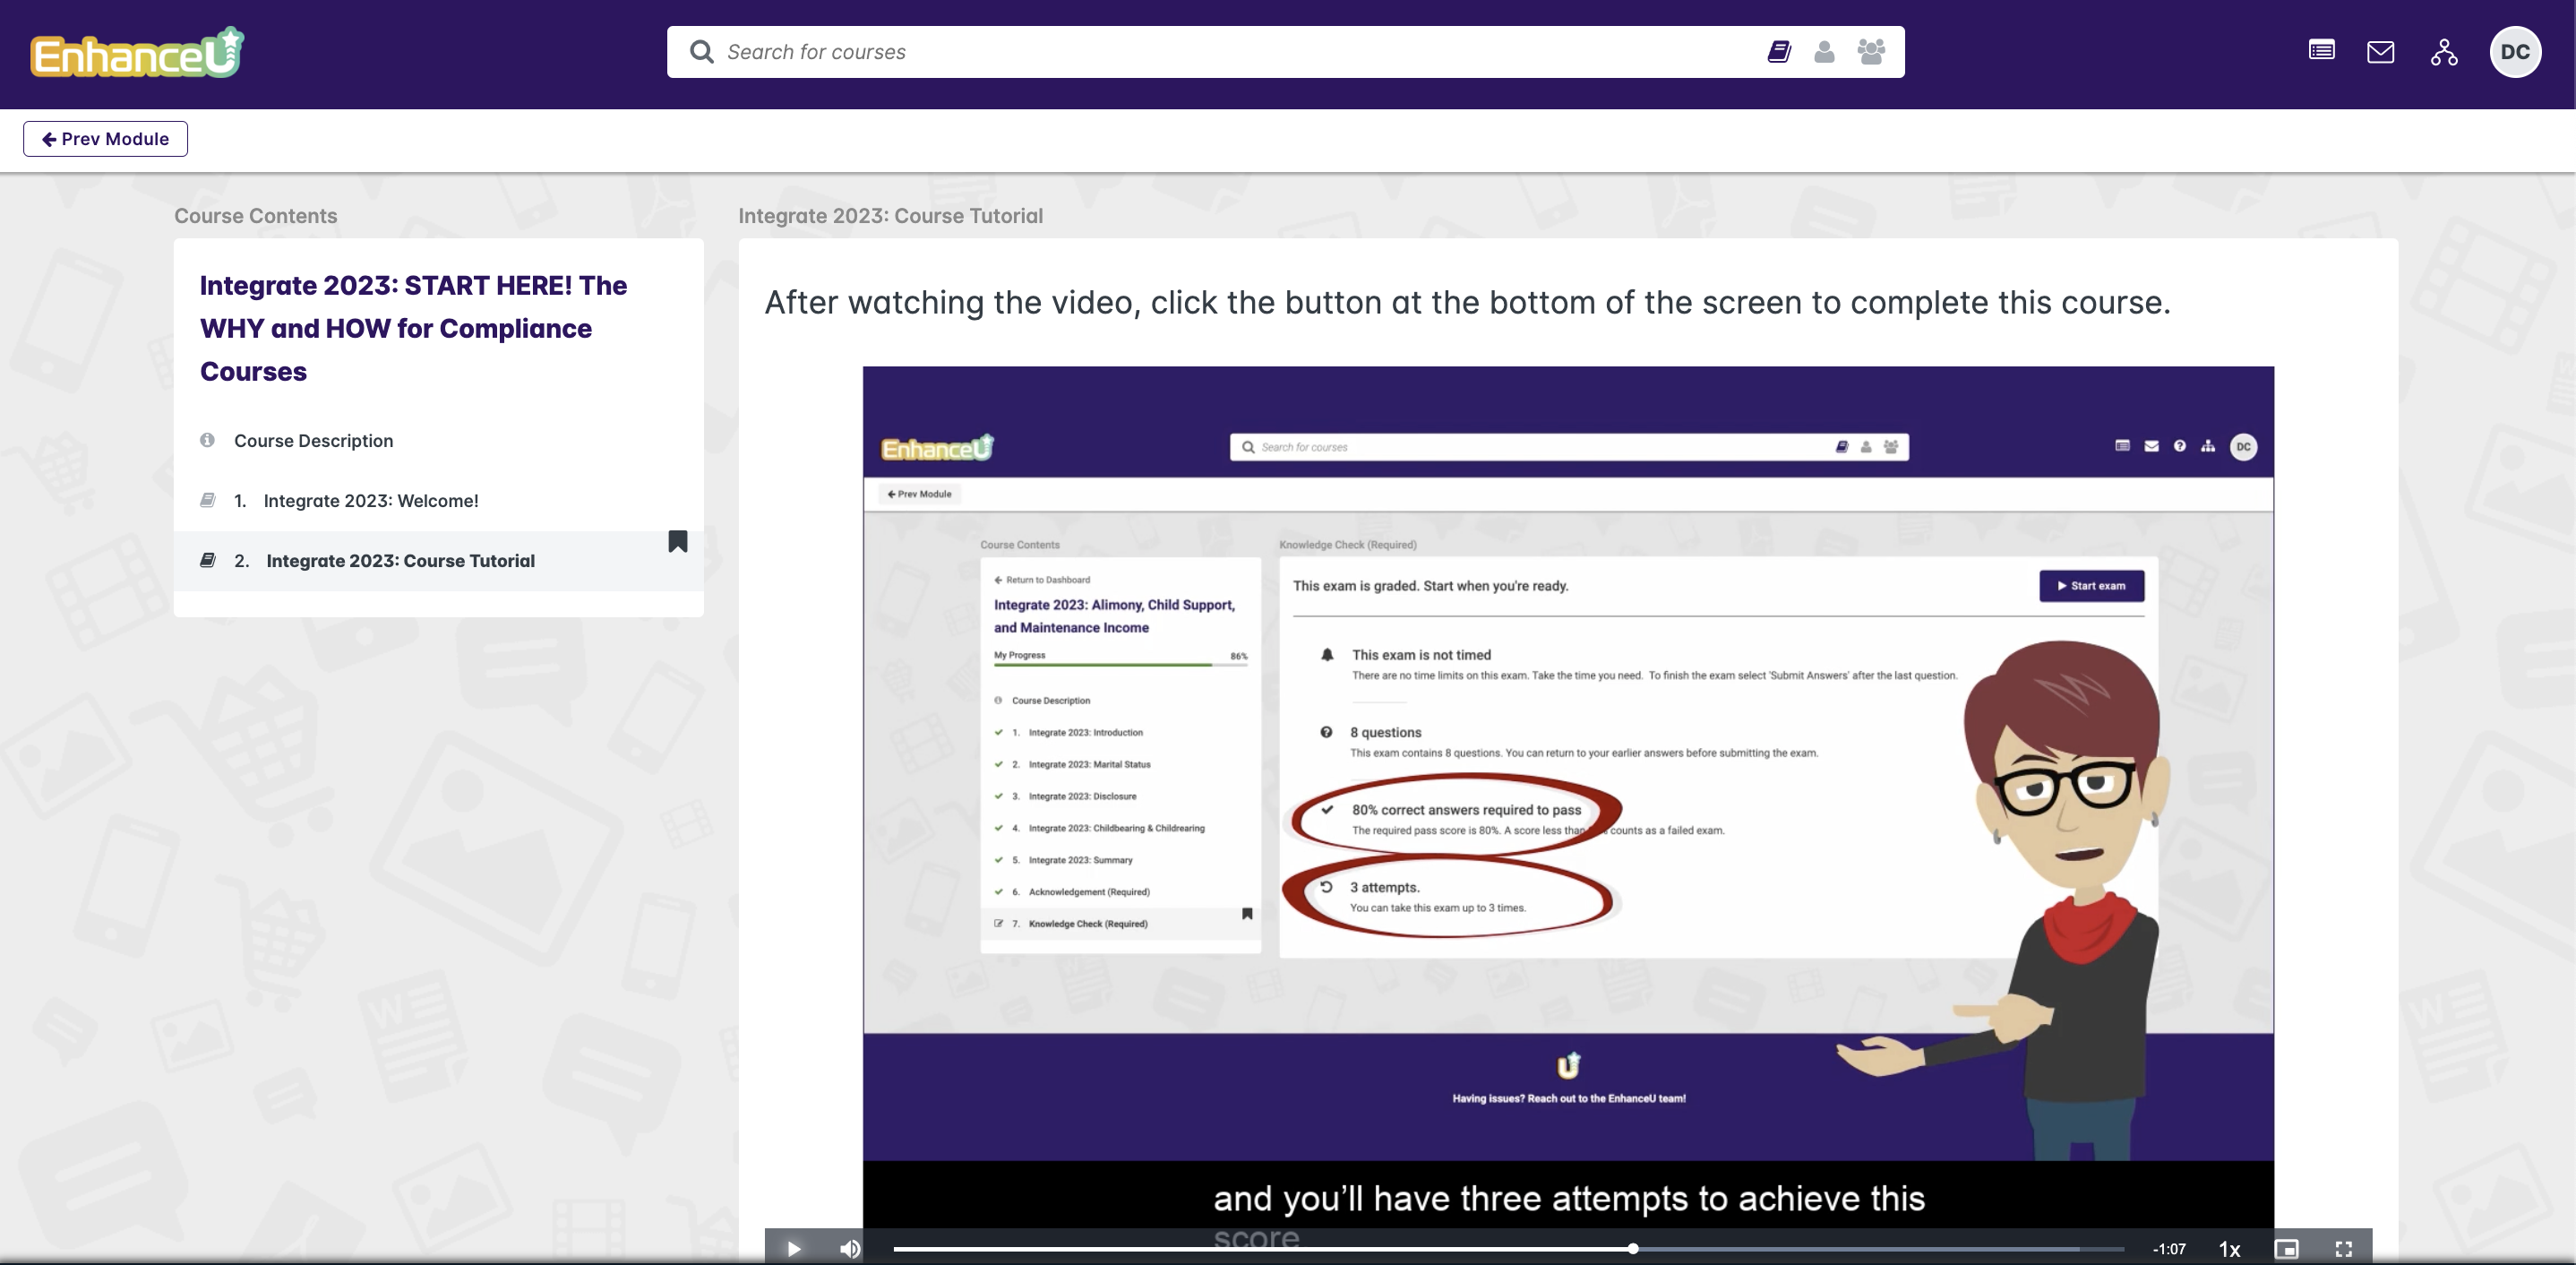 EnhanceU
Search for courses
DC
Prev Module
Course Contents
Integrate 2023: START HERE! The
WHY and HOW for Compliance
Courses
Course Description
1. Integrate 2023: Welcome!
2. Integrate 2023: Course Tutorial
Integrate 2023: Course Tutorial
After watching the video, click the button at the bottom of the screen to complete this course.
EnhanceU
Search for courses
DC
Prev Module
Course Contents
Return to Dashboard
Integrate 2023: Alimony, Child Support,
and Maintenance Income
My Progress 86%
Course Description
1. Integrate 2023: Introduction
2. Integrate 2023: Marital Status
3. Integrate 2023: Disclosure
4. Integrate 2023: Childbearing & Childrearing
5. Integrate 2023: Summary
6. Acknowledgement (Required)
7. Knowledge Check (Required)
Knowledge Check (Required)
This exam is graded. Start when you're ready.
Start exam
This exam is not timed
There are no time limits on this exam. Take the time you need. To finish the exam select 'Submit Answers' after the last question.
8 questions
This exam contains 8 questions. You can return to your earlier answers before submitting the exam.
80% correct answers required to pass
The required pass score is 80%. A score less than counts as a failed exam.
3 attempts.
You can take this exam up to 3 times.
U
Having issues? Reach out to the EnhanceU team!
and you'll have three attempts to achieve this
score
-1:07 1x